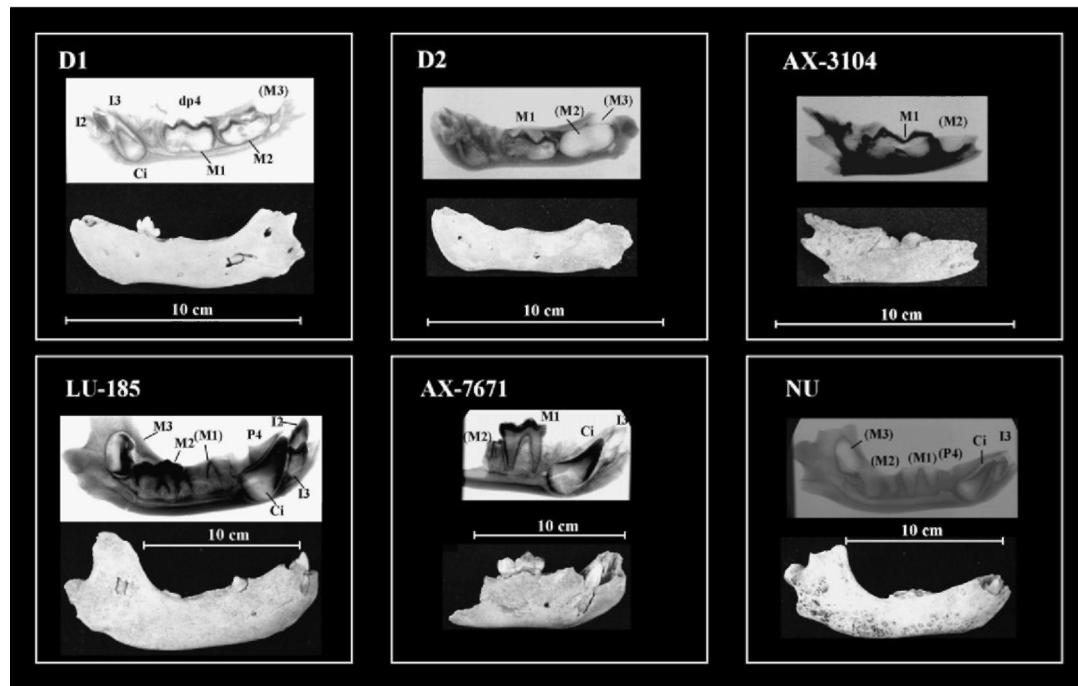 D1
(M3)
I3
dp4
I2
M2
M1
Ci
10 cm
D2
(M3)
M1
(M2)
10 cm
AX-3104
M1
(M2)
10 cm
LU-185
I2
M3
M2
(M1)
P4
I3
Ci
10 cm
AX-7671
M1
I3
Ci
(M2)
10 cm
NU
(M3)
I3
Ci
(P4)
(M1)
(M2)
10 cm